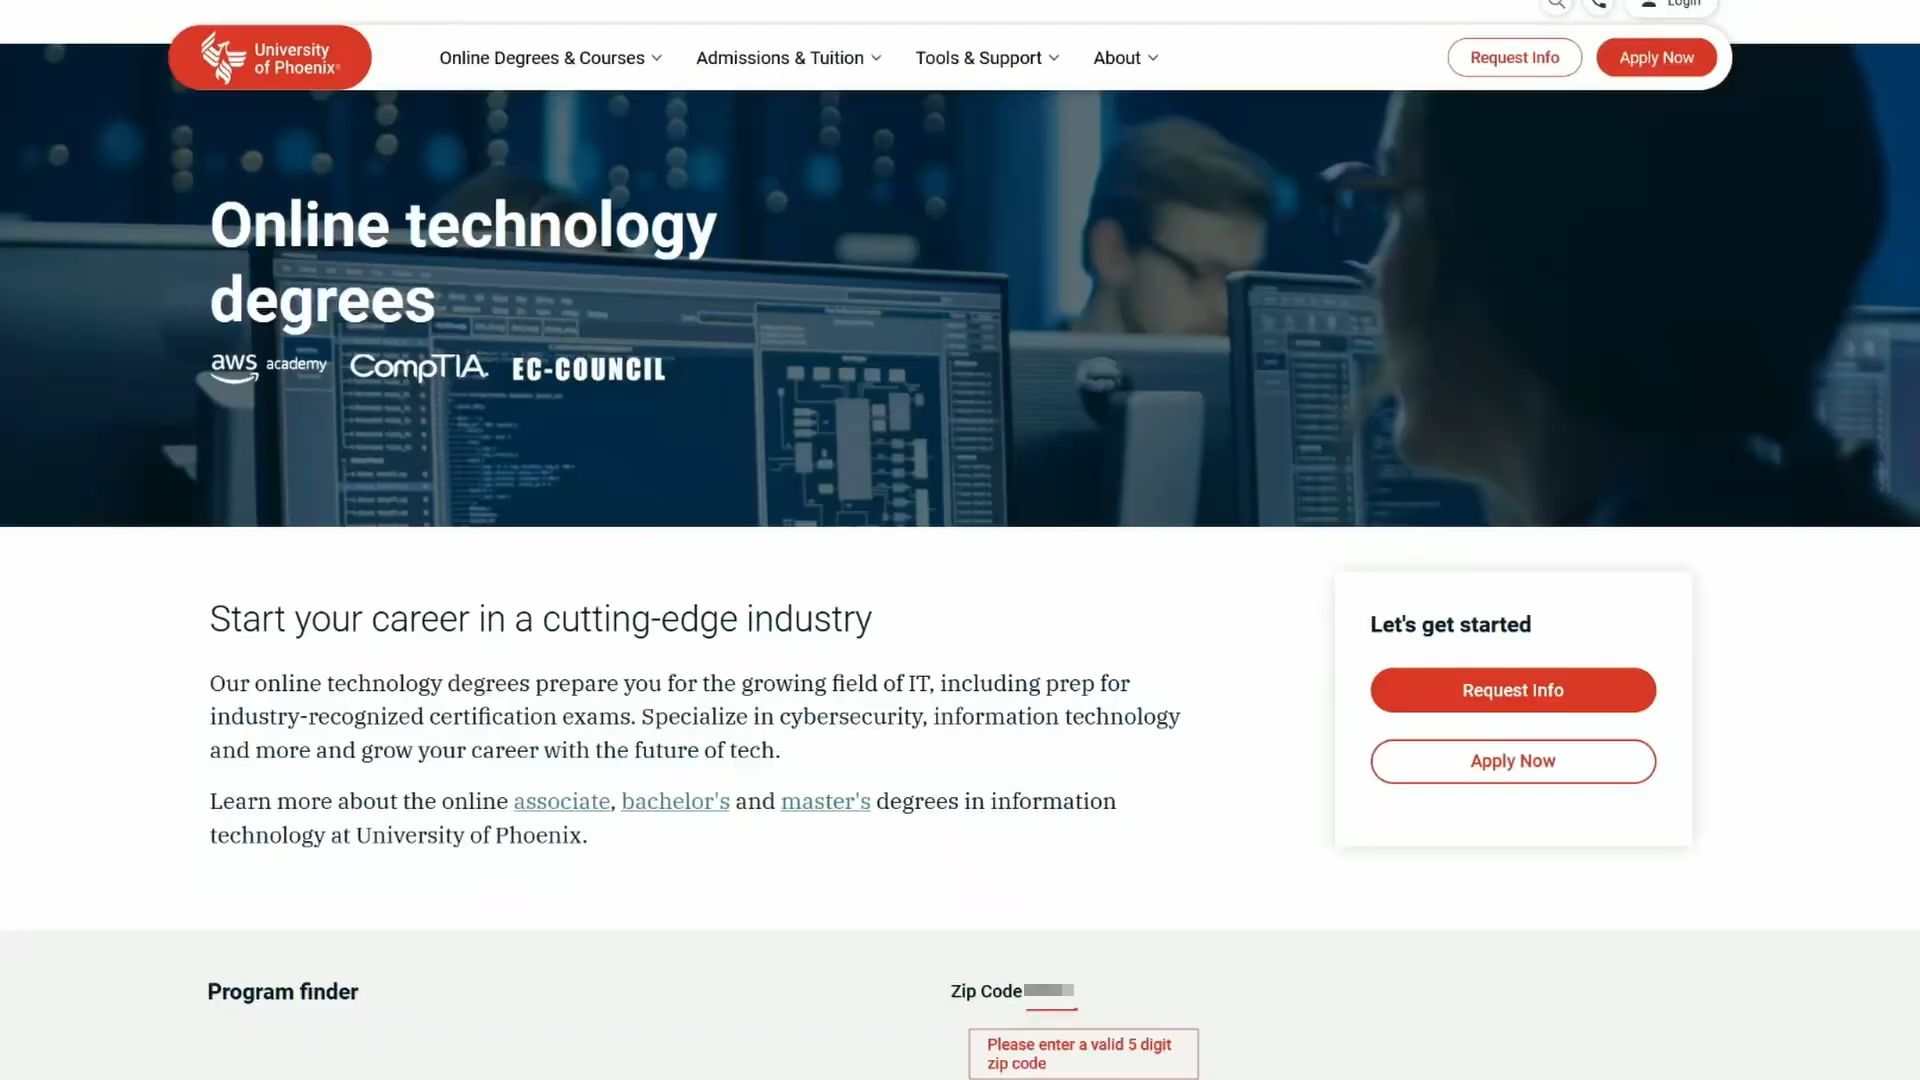 Login
University
of Phoenix®
Online Degrees & Courses
Admissions & Tuition
Tools & Support
About
Request Info
Apply Now
Online technology
degrees
aws academy
CompTIA.
EC-COUNCIL
Start your career in a cutting-edge industry
Our online technology degrees prepare you for the growing field of IT, including prep for
industry-recognized certification exams. Specialize in cybersecurity, information technology
and more and grow your career with the future of tech.
Learn more about the online associate, bachelor's and master's degrees in information
technology at University of Phoenix.
Let's get started
Request Info
Apply Now
Program finder
Zip Code
Please enter a valid 5 digit
zip code